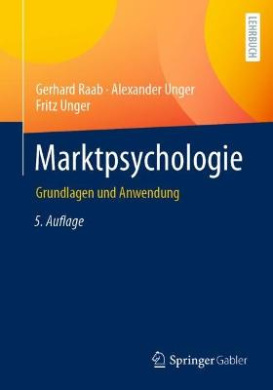 LEHRBUCH
Gerhard Raab · Alexander Unger
Fritz Unger
Marktpsychologie
Grundlagen und Anwendung
5. Auflage
Springer Gabler